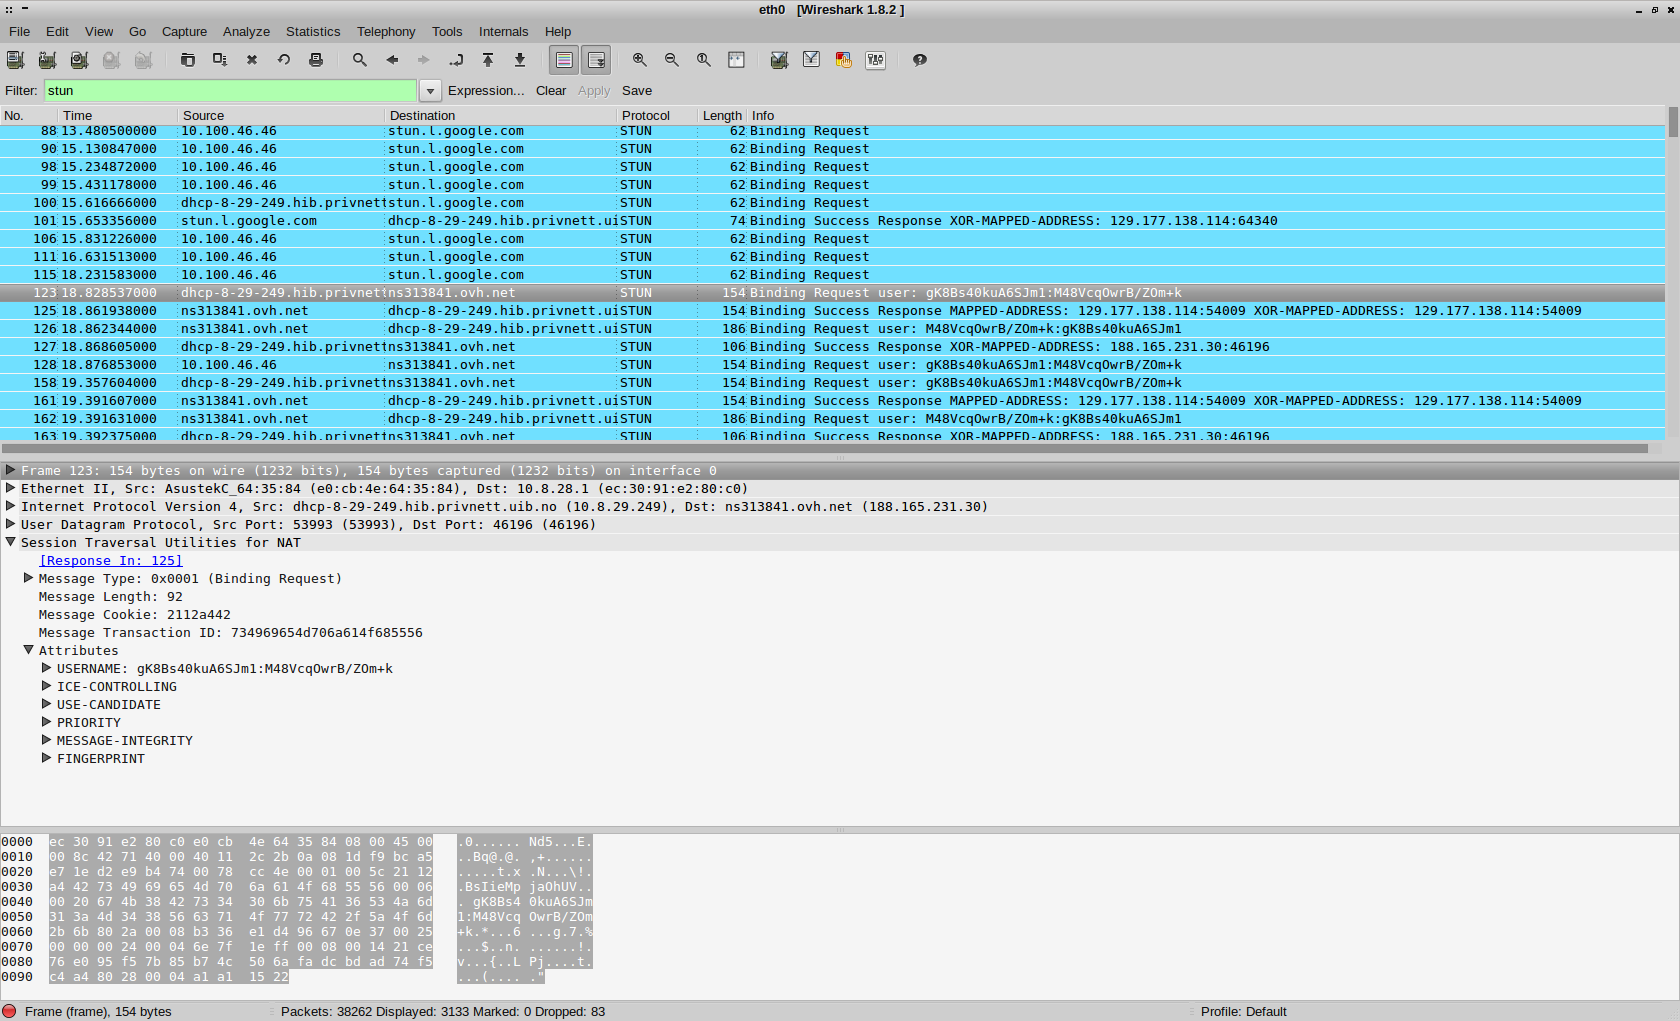 eth0   [Wireshark 1.8.2 ]
File Edit View Go Capture Analyze Statistics Telephony Tools Internals Help
Filter: stun Expression... Clear Apply Save
No. Time Source Destination Protocol Length Info
88 13.480500000 10.100.46.46 stun.l.google.com STUN 62 Binding Request
90 15.130847000 10.100.46.46 stun.l.google.com STUN 62 Binding Request
98 15.234872000 10.100.46.46 stun.l.google.com STUN 62 Binding Request
99 15.431178000 10.100.46.46 stun.l.google.com STUN 62 Binding Request
100 15.616666000 dhcp-8-29-249.hib.privnett stun.l.google.com STUN 62 Binding Request
101 15.653356000 stun.l.google.com dhcp-8-29-249.hib.privnett.ui STUN 74 Binding Success Response XOR-MAPPED-ADDRESS: 129.177.138.114:64340
106 15.831226000 10.100.46.46 stun.l.google.com STUN 62 Binding Request
111 16.631513000 10.100.46.46 stun.l.google.com STUN 62 Binding Request
115 18.231583000 10.100.46.46 stun.l.google.com STUN 62 Binding Request
123 18.828537000 dhcp-8-29-249.hib.privnett ns313841.ovh.net STUN 154 Binding Request user: gK8Bs40kuA6SJm1:M48VcqOwrB/ZOm+k
125 18.861938000 ns313841.ovh.net dhcp-8-29-249.hib.privnett.ui STUN 154 Binding Success Response MAPPED-ADDRESS: 129.177.138.114:54009 XOR-MAPPED-ADDRESS: 129.177.138.114:54009
126 18.862344000 ns313841.ovh.net dhcp-8-29-249.hib.privnett.ui STUN 186 Binding Request user: M48VcqOwrB/ZOm+k:gK8Bs40kuA6SJm1
127 18.868605000 dhcp-8-29-249.hib.privnett ns313841.ovh.net STUN 106 Binding Success Response XOR-MAPPED-ADDRESS: 188.165.231.30:46196
128 18.876853000 10.100.46.46 ns313841.ovh.net STUN 154 Binding Request user: gK8Bs40kuA6SJm1:M48VcqOwrB/ZOm+k
158 19.357604000 dhcp-8-29-249.hib.privnett ns313841.ovh.net STUN 154 Binding Request user: gK8Bs40kuA6SJm1:M48VcqOwrB/ZOm+k
161 19.391607000 ns313841.ovh.net dhcp-8-29-249.hib.privnett.ui STUN 154 Binding Success Response MAPPED-ADDRESS: 129.177.138.114:54009 XOR-MAPPED-ADDRESS: 129.177.138.114:54009
162 19.391631000 ns313841.ovh.net dhcp-8-29-249.hib.privnett.ui STUN 186 Binding Request user: M48VcqOwrB/ZOm+k:gK8Bs40kuA6SJm1
163 19.392375000 dhcp-8-29-249.hib.privnett ns313841.ovh.net STUN 106 Binding Success Response XOR-MAPPED-ADDRESS: 188.165.231.30:46196
Frame 123: 154 bytes on wire (1232 bits), 154 bytes captured (1232 bits) on interface 0
Ethernet II, Src: AsustekC_64:35:84 (e0:cb:4e:64:35:84), Dst: 10.8.28.1 (ec:30:91:e2:80:c0)
Internet Protocol Version 4, Src: dhcp-8-29-249.hib.privnett.uib.no (10.8.29.249), Dst: ns313841.ovh.net (188.165.231.30)
User Datagram Protocol, Src Port: 53993 (53993), Dst Port: 46196 (46196)
Session Traversal Utilities for NAT
[Response In: 125]
Message Type: 0x0001 (Binding Request)
Message Length: 92
Message Cookie: 2112a442
Message Transaction ID: 734969654d706a614f685556
Attributes
USERNAME: gK8Bs40kuA6SJm1:M48VcqOwrB/ZOm+k
ICE-CONTROLLING
USE-CANDIDATE
PRIORITY
MESSAGE-INTEGRITY
FINGERPRINT
0000 ec 30 91 e2 80 c0 e0 cb 4e 64 35 84 08 00 45 00 .0...... Nd5...E.
0010 00 8c 42 71 40 00 40 11 2c 2b 0a 08 1d f9 bc a5 ..Bq@.@. ,+......
0020 e7 1e d2 e9 b4 74 00 78 cc 4e 00 01 00 5c 21 12 .....t.x .N...\!.
0030 a4 42 73 49 69 65 4d 70 6a 61 4f 68 55 56 00 06 .BsIieMp jaOhUV..
0040 00 20 67 4b 38 42 73 34 30 6b 75 41 36 53 4a 6d . gK8Bs4 0kuA6SJm
0050 31 3a 4d 34 38 56 63 71 4f 77 72 42 2f 5a 4f 6d 1:M48Vcq OwrB/ZOm
0060 2b 6b 80 2a 00 08 b3 36 e1 d4 96 67 0e 37 00 25 +k.*...6 ...g.7.%
0070 00 00 00 24 00 04 6e 7f 1e ff 00 08 00 14 21 ce ...$..n. ......!.
0080 76 e0 95 f5 7b 85 b7 4c 50 6a fa dc bd ad 74 f5 v...{..L Pj....t.
0090 c4 a4 80 28 00 04 a1 a1 15 22 ...(.... ."
Frame (frame), 154 bytes Packets: 38262 Displayed: 3133 Marked: 0 Dropped: 83 Profile: Default